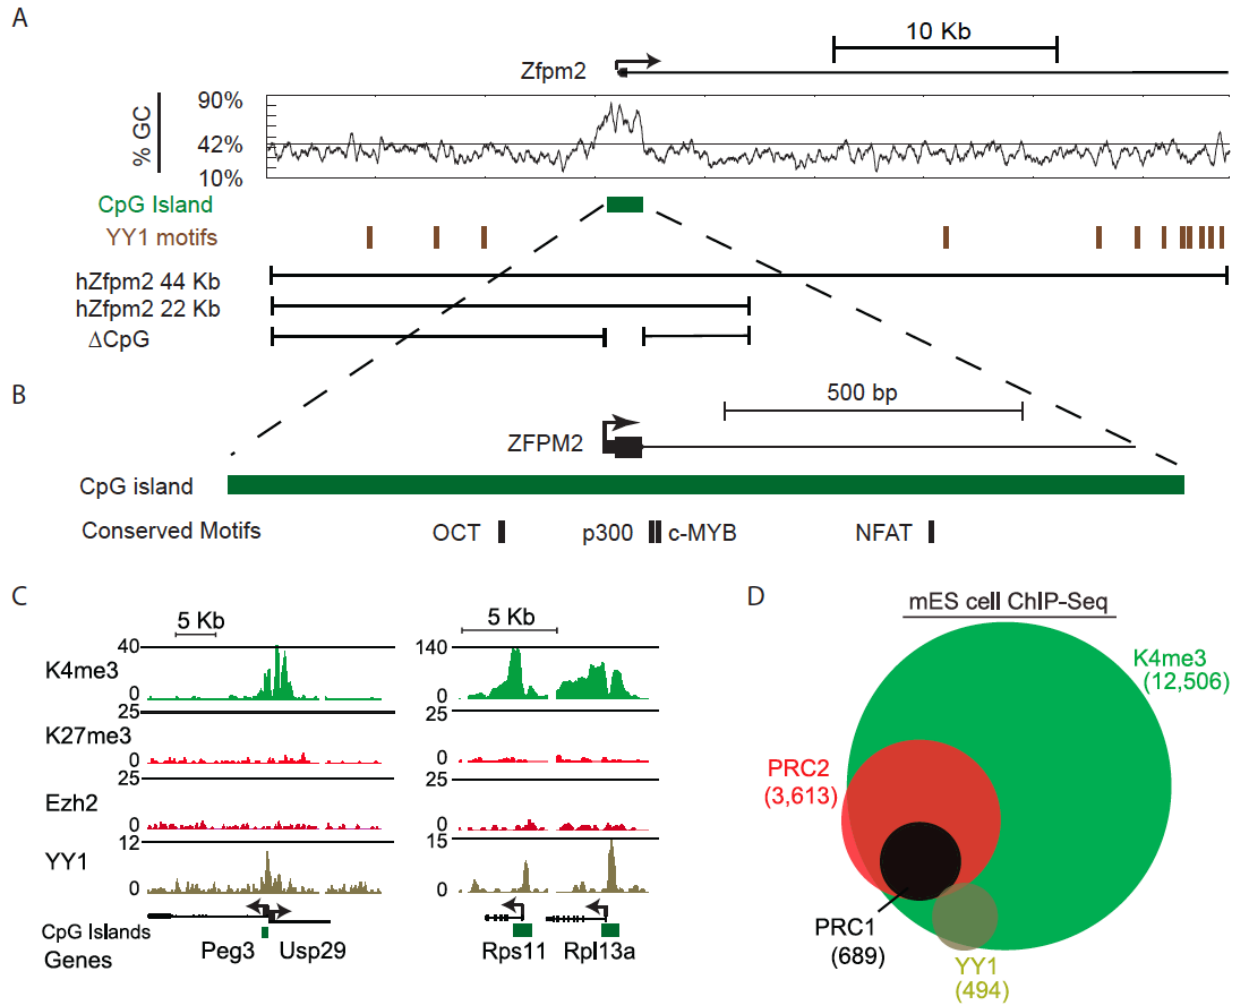 A
10 Kb
Zfpm2
% GC
90%
42%
10%
CpG Island
YY1 motifs
hZfpm2 44 Kb
hZfpm2 22 Kb
ΔCpG
B
500 bp
ZFPM2
CpG island
Conserved Motifs
OCT
p300
c-MYB
NFAT
C
5 Kb
5 Kb
K4me3
40
0
140
0
K27me3
25
0
25
0
Ezh2
25
0
25
0
YY1
12
0
15
0
CpG Islands
Genes
Peg3
Usp29
Rps11
Rpl13a
D
mES cell ChIP-Seq
K4me3
(12,506)
PRC2
(3,613)
PRC1
(689)
YY1
(494)